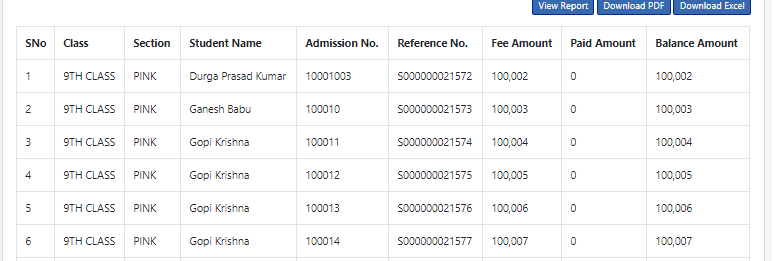 View Report Download PDF Download Excel
SNo Class Section Student Name Admission No. Reference No. Fee Amount Paid Amount Balance Amount
1 9TH CLASS PINK Durga Prasad Kumar 10001003 S000000021572 100,002 0 100,002
2 9TH CLASS PINK Ganesh Babu 100010 S000000021573 100,003 0 100,003
3 9TH CLASS PINK Gopi Krishna 100011 S000000021574 100,004 0 100,004
4 9TH CLASS PINK Gopi Krishna 100012 S000000021575 100,005 0 100,005
5 9TH CLASS PINK Gopi Krishna 100013 S000000021576 100,006 0 100,006
6 9TH CLASS PINK Gopi Krishna 100014 S000000021577 100,007 0 100,007